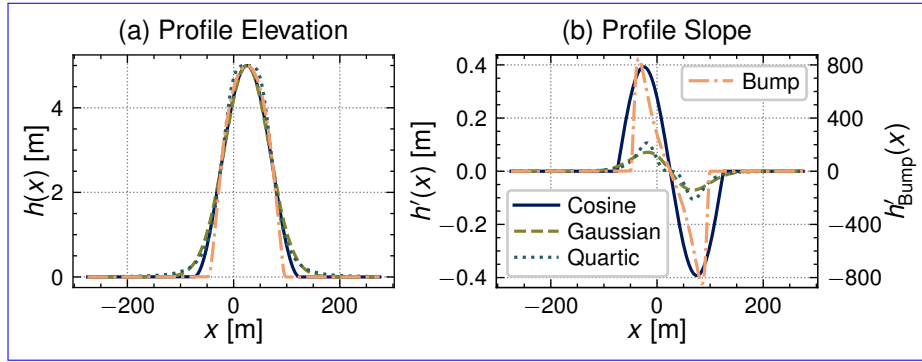 (a) Profile Elevation
h(x) [m]
4
2
0
−200
0
200
x [m]
(b) Profile Slope
h′(x) [m]
0.4
0.2
0.0
−0.2
−0.4
−200
0
200
x [m]
800
400
0
−400
−800
h′Bump(x)
Bump
Cosine
Gaussian
Quartic